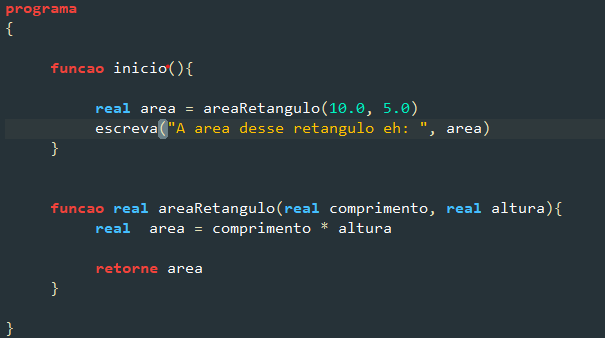 programa
{
funcao inicio(){
real area = areaRetangulo(10.0, 5.0)
escreva("A area desse retangulo eh: ", area)
}
funcao real areaRetangulo(real comprimento, real altura){
real  area = comprimento * altura
retorne area
}
}